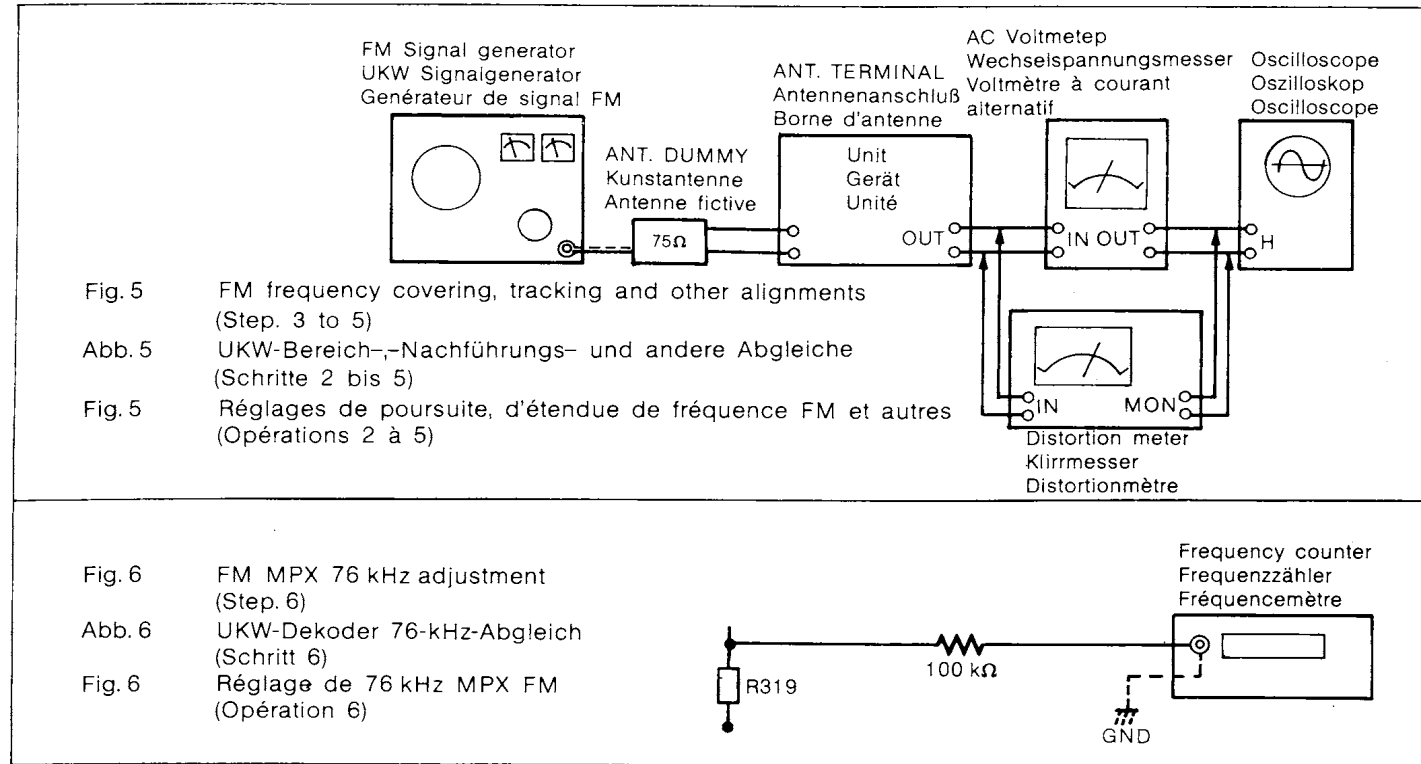 FM Signal generator
UKW Signalgenerator
Genérateur de signal FM
ANT. DUMMY
Kunstantenne
Antenne fictive
75Ω
ANT. TERMINAL
Antennenanschluß
Borne d'antenne
Unit
Gerät
Unité
OUT
AC Voltmetep
Wechselspannungsmesser
Voltmètre à courant
alternatif
IN OUT
Oscilloscope
Oszilloskop
Oscilloscope
H
IN MON
Distortion meter
Klirrmesser
Distortionmètre
Fig. 5 FM frequency covering, tracking and other alignments
(Step. 3 to 5)
Abb. 5 UKW-Bereich-,-Nachführungs- und andere Abgleiche
(Schritte 2 bis 5)
Fig. 5 Réglages de poursuite, d'étendue de fréquence FM et autres
(Opérations 2 à 5)
Fig. 6 FM MPX 76 kHz adjustment
(Step. 6)
Abb. 6 UKW-Dekoder 76-kHz-Abgleich
(Schritt 6)
Fig. 6 Réglage de 76 kHz MPX FM
(Opération 6)
R319
100 kΩ
Frequency counter
Frequenzzähler
Fréquencemètre
GND